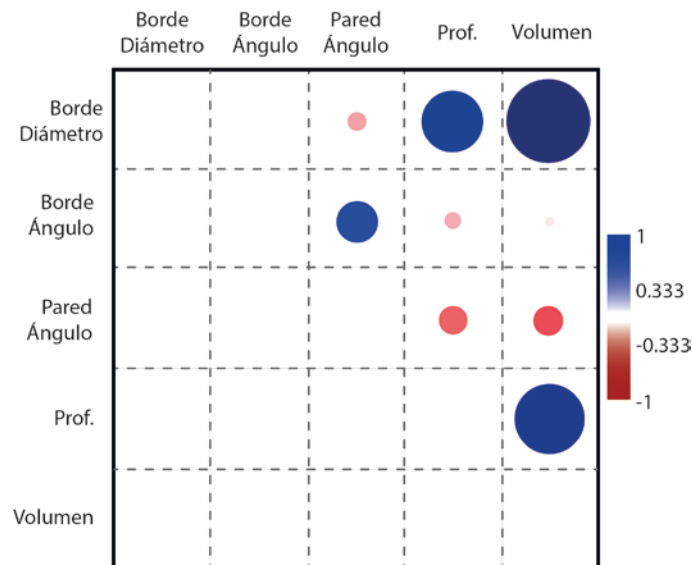 Borde
Diámetro
Borde
Ángulo
Pared
Ángulo
Prof.
Volumen
Borde
Diámetro
Borde
Ángulo
Pared
Ángulo
Prof.
Volumen
1
0.333
-0.333
-1